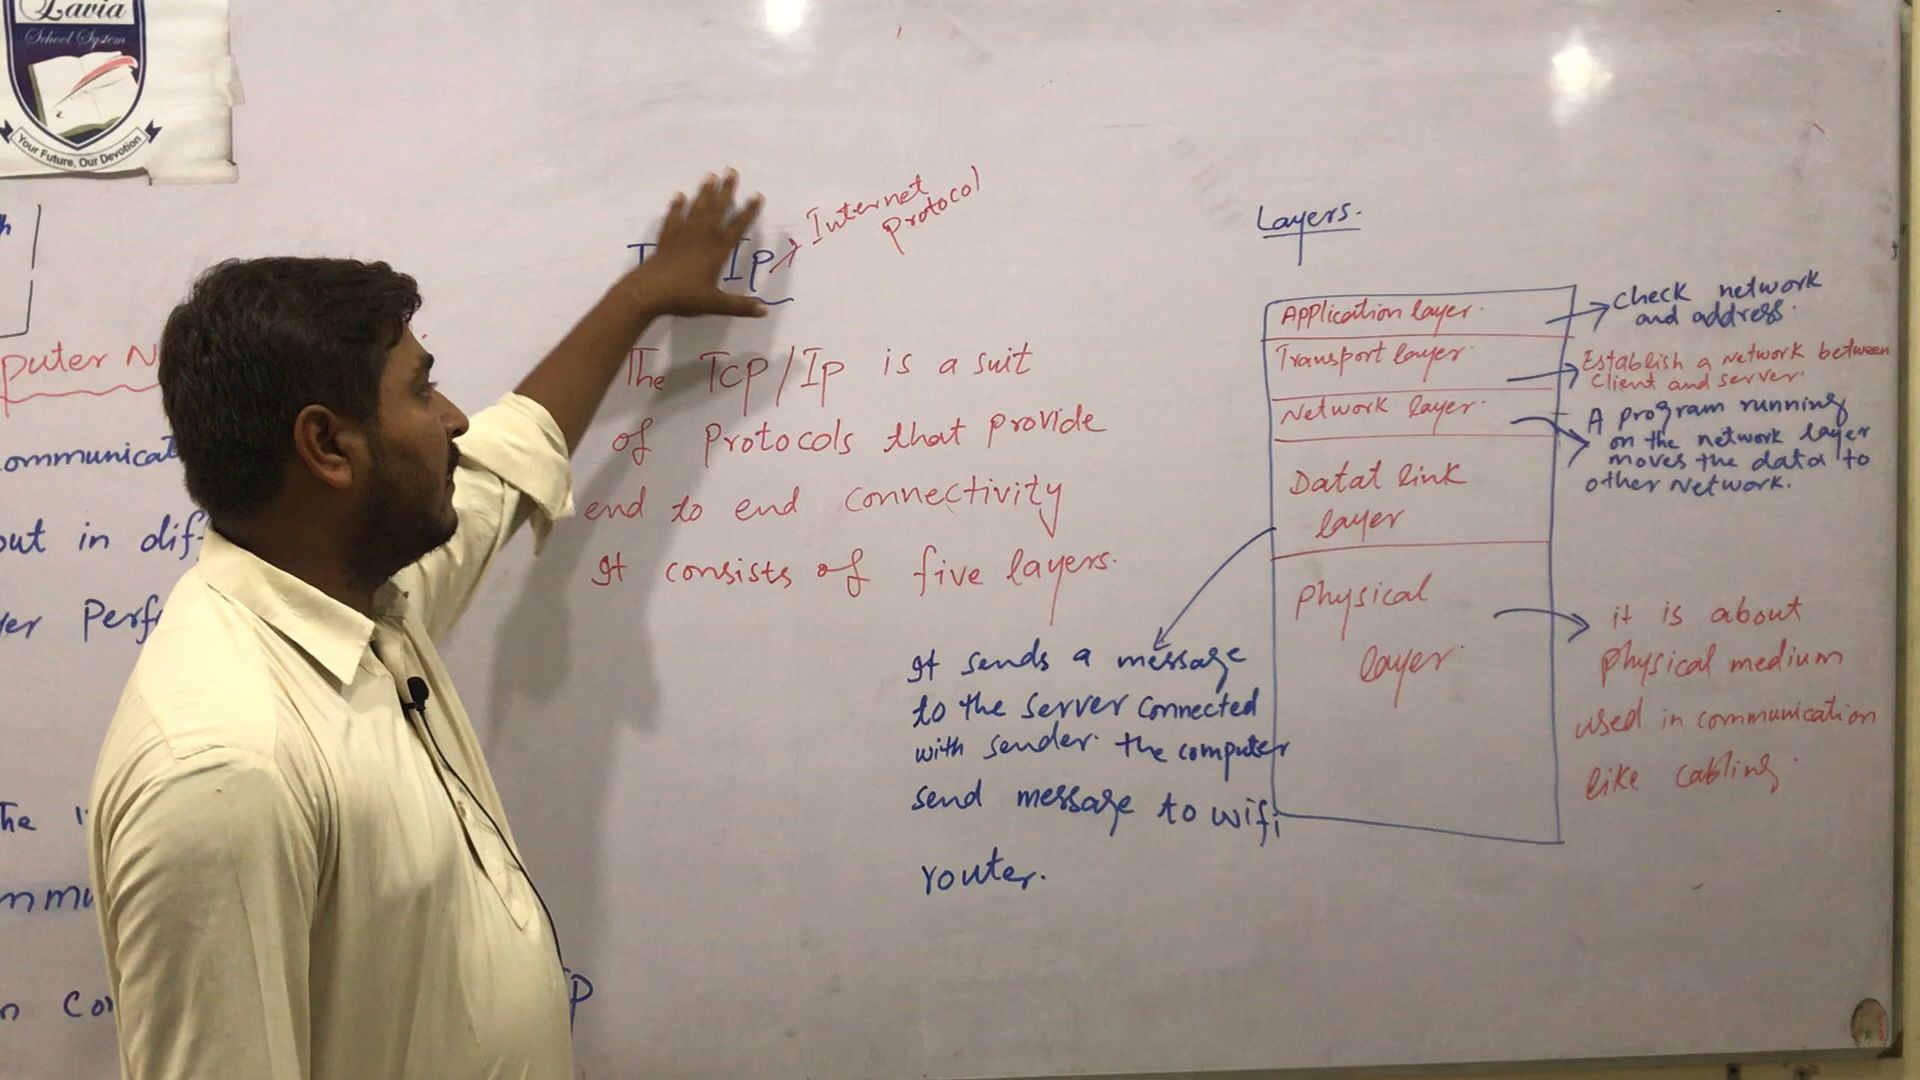 Lavia
School System
Your Future, Our Devotion
puter N
ommunicat
out in diff
yer Perf
The
mmu
n Co
P
Ip
Internet
Protocol
The Tcp/Ip is a suit
of Protocols that provide
end to end connectivity
It consists of five layers.
Layers.
Application layer.
Transport layer.
Network layer.
Datat link
layer
Physical
layer.
Check network
and address.
Establish a network between
Client and server.
A program running
on the network layer
moves the data to
other Network.
It sends a message
to the server connected
with sender. the computer
send message to wifi
router.
it is about
Physical medium
used in communication
like cabling.